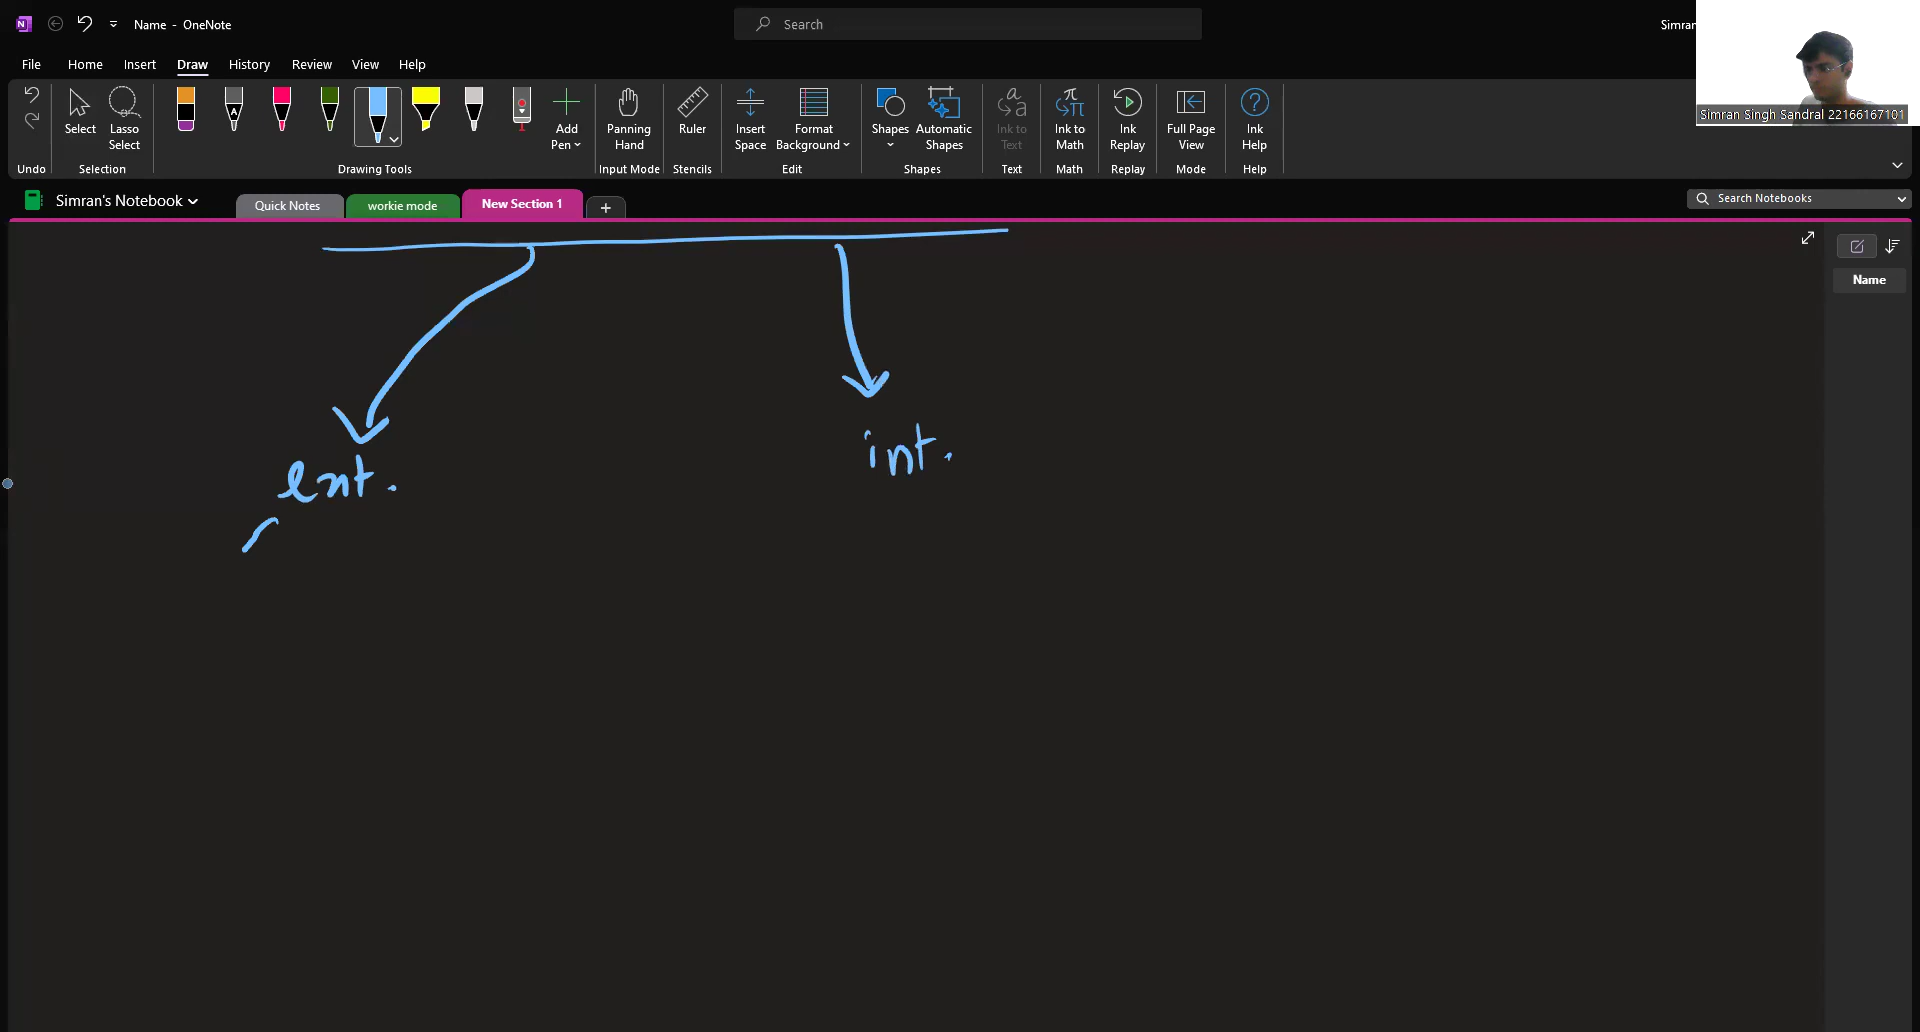 Name - OneNote
Search
Simran
File Home Insert Draw History Review View Help
Undo
Select
Lasso Select
Selection
A
Drawing Tools
Add Pen
Panning Hand
Input Mode
Ruler
Stencils
Insert Space
Format Background
Edit
Shapes
Automatic Shapes
Shapes
Ink to Text
Text
Ink to Math
Math
Ink Replay
Replay
Full Page View
Mode
Ink Help
Help
Simran Singh Sandral 22166167101
Simran's Notebook
Quick Notes
workie mode
New Section 1
Search Notebooks
Name
ext.
int.